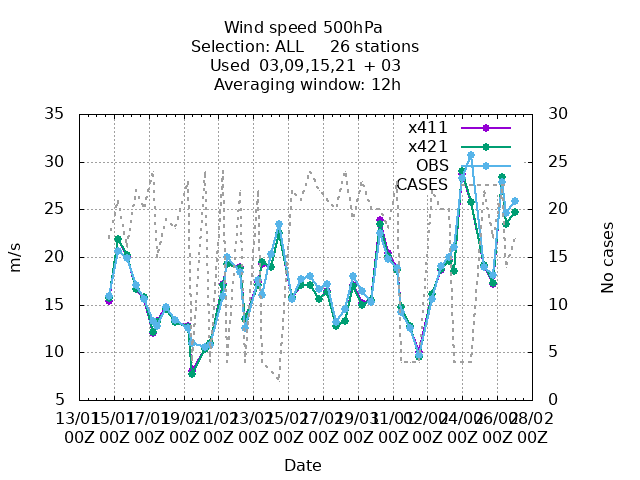 Wind speed 500hPa
Selection: ALL 26 stations
Used 03,09,15,21 + 03
Averaging window: 12h
35 30
x411
x421
30 OBS 25
CASES
25 20
m/s
20 15
No cases
15 10
10 5
5 0
13/01 15/01 17/01 19/01 21/01 23/01 25/01 27/01 29/01 31/01 02/02 24/02 26/02 28/02
00Z 00Z 00Z 00Z 00Z 00Z 00Z 00Z 00Z 00Z 00Z 00Z 00Z 00Z
Date